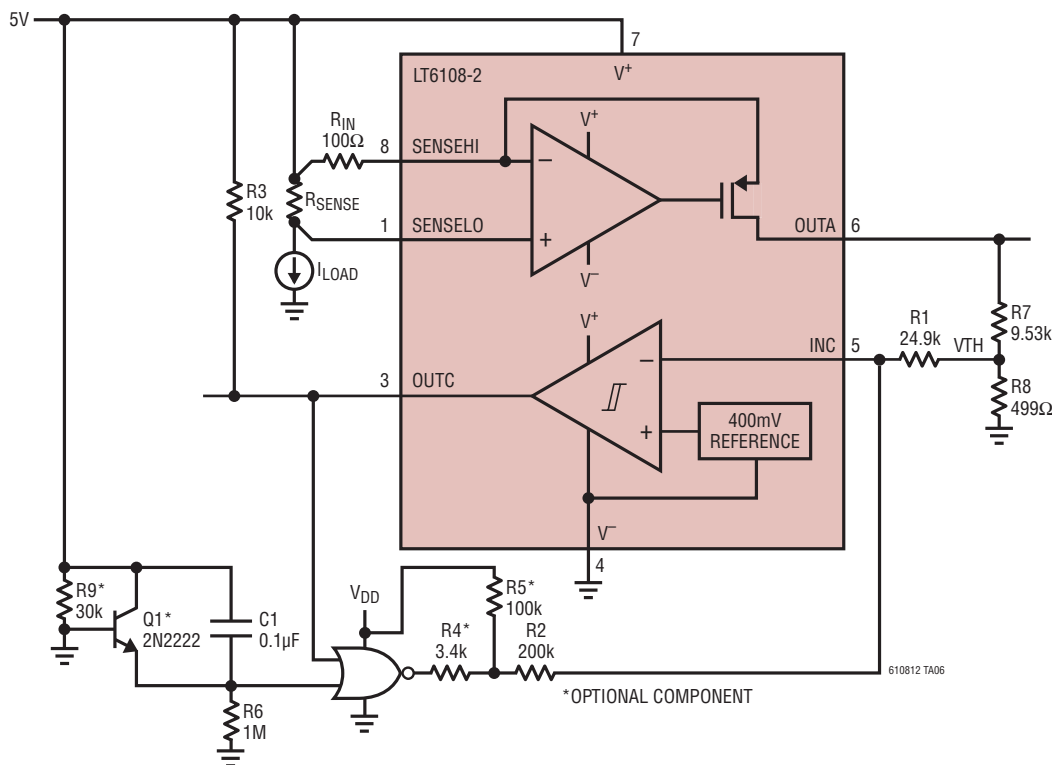 5V
7
V+
LT6108-2
RIN
100Ω
8
SENSEHI
V+
−
R3
10k
RSENSE
1
SENSELO
+
OUTA
6
V−
ILOAD
R7
9.53k
V+
R1
24.9k
INC
5
VTH
−
3
OUTC
R8
499Ω
400mV
REFERENCE
+
V−
4
R9*
30k
Q1*
2N2222
C1
0.1µF
VDD
R5*
100k
R4*
3.4k
R2
200k
610812 TA06
*OPTIONAL COMPONENT
R6
1M